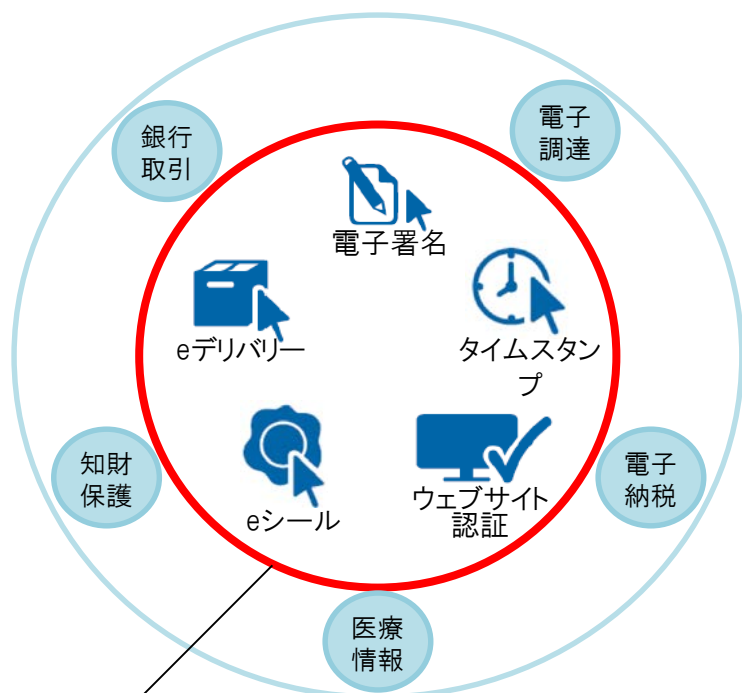 電子
調達
銀行
取引
電子署名
eデリバリー
タイムスタン
プ
知財
保護
eシール
ウェブサイト
認証
電子
納税
医療
情報